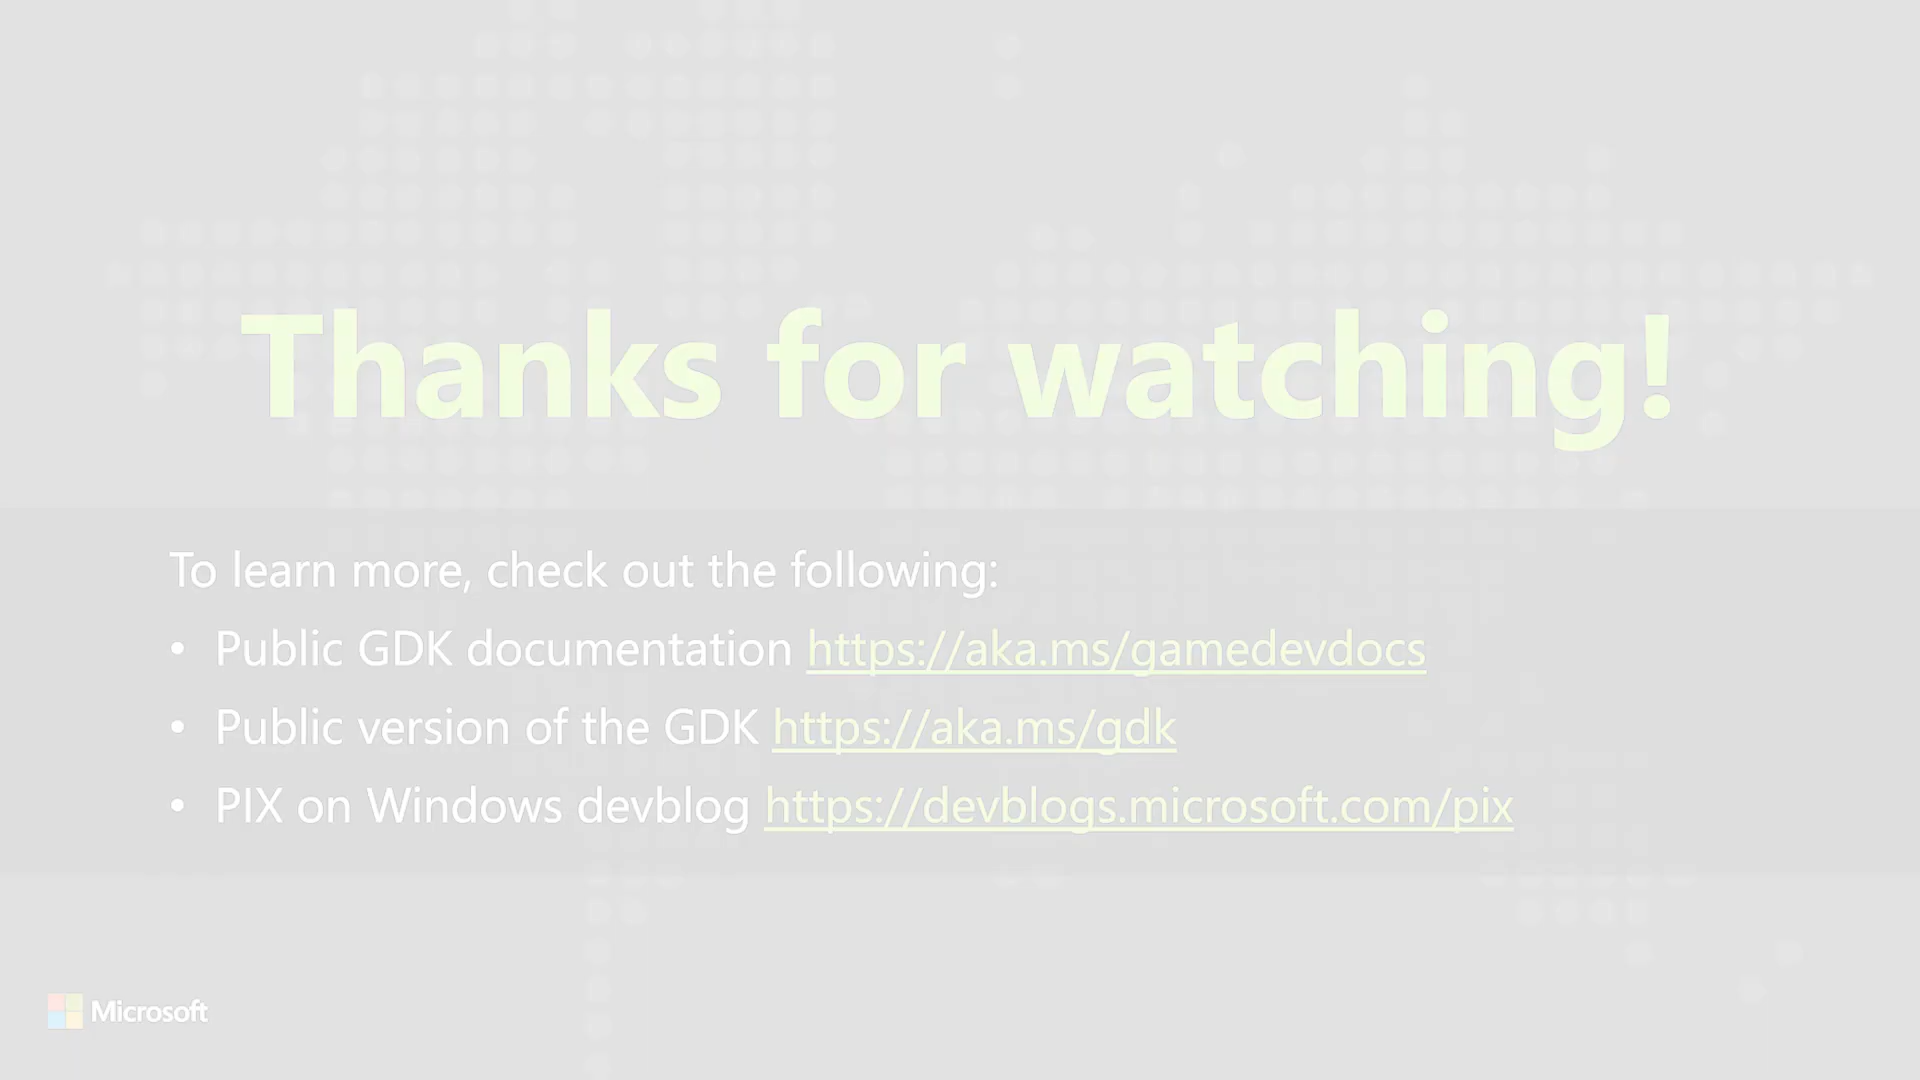 Thanks for watching!
To learn more, check out the following:
• Public GDK documentation https://aka.ms/gamedevdocs
• Public version of the GDK https://aka.ms/gdk
• PIX on Windows devblog https://devblogs.microsoft.com/pix
Microsoft